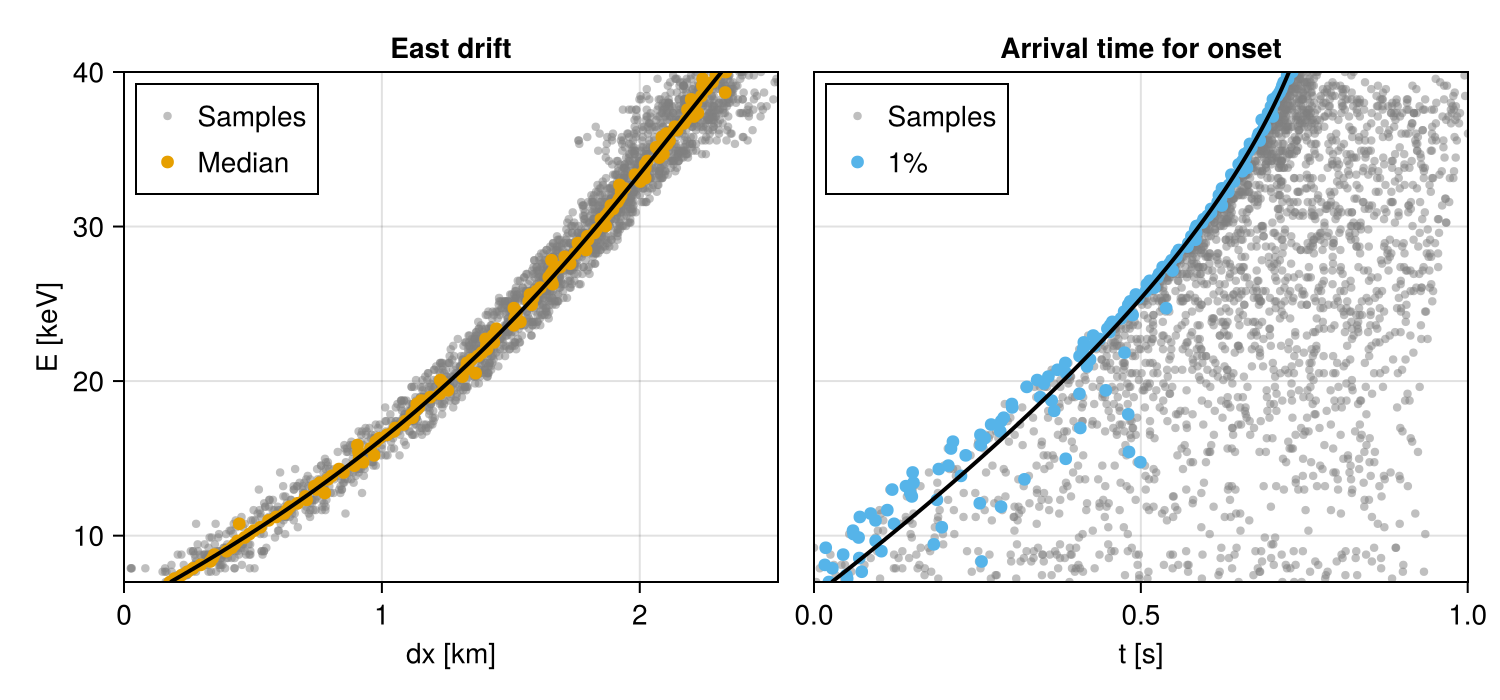 East drift
Arrival time for onset
E [keV]
40
30
20
10
Samples
Median
0
1
2
dx [km]
Samples
1%
0.0
0.5
1.0
t [s]